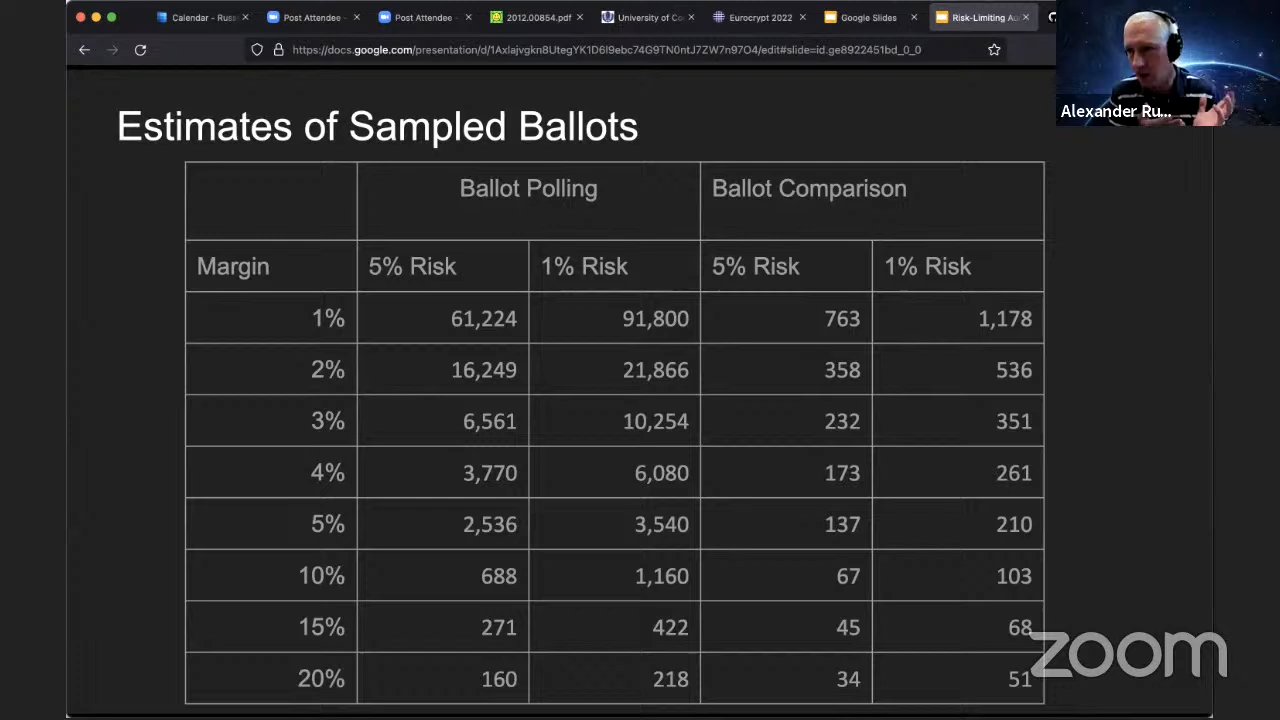 Calendar - Russ
Post Attendee -
Post Attendee -
2012.00854.pdf
University of Co
Eurocrypt 2022
Google Slides
Risk-Limiting Au
https://docs.google.com/presentation/d/1Axlajvgkn8UtegYK1D6I9ebc74G9TN0ntJ7ZW7n97O4/edit#slide=id.ge8922451bd_0_0
Alexander Ru...
Estimates of Sampled Ballots
Ballot Polling Ballot Comparison
Margin 5% Risk 1% Risk 5% Risk 1% Risk
1% 61,224 91,800 763 1,178
2% 16,249 21,866 358 536
3% 6,561 10,254 232 351
4% 3,770 6,080 173 261
5% 2,536 3,540 137 210
10% 688 1,160 67 103
15% 271 422 45 68
20% 160 218 34 51
zoom